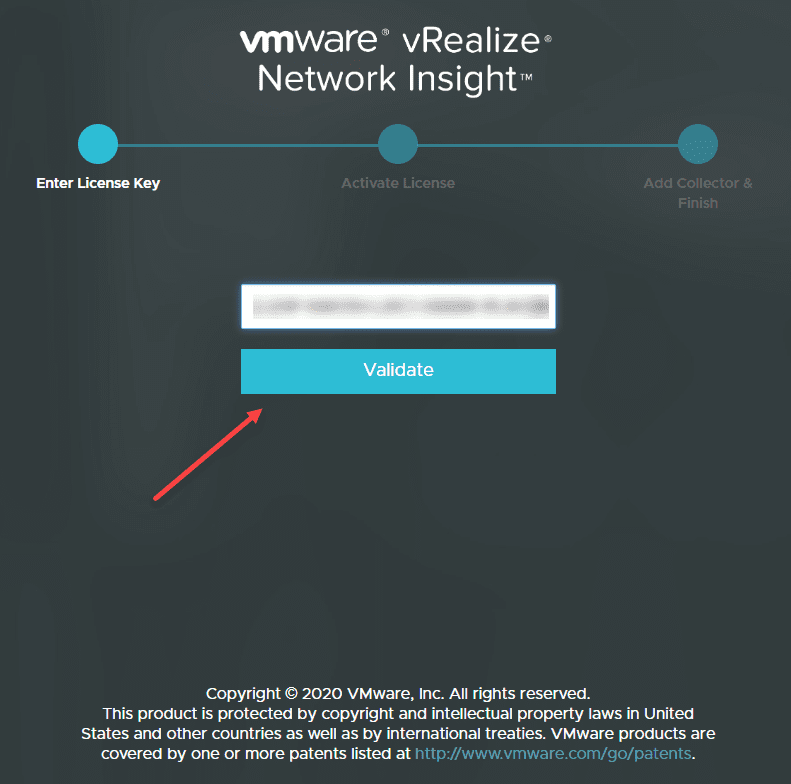 vmware® vRealize®
Network Insight™
Enter License Key
Activate License
Add Collector &
Finish
Validate
Copyright © 2020 VMware, Inc. All rights reserved.
This product is protected by copyright and intellectual property laws in United
States and other countries as well as by international treaties. VMware products are
covered by one or more patents listed at http://www.vmware.com/go/patents.